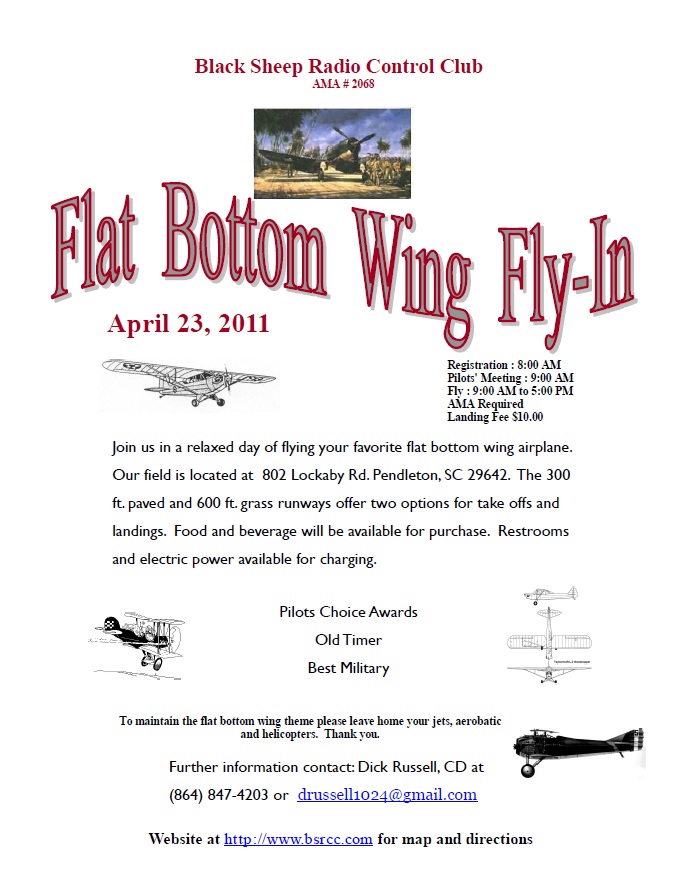 Black Sheep Radio Control Club
AMA # 2068
Flat Bottom Wing Fly-In
April 23, 2011
Registration : 8:00 AM
Pilots' Meeting : 9:00 AM
Fly : 9:00 AM to 5:00 PM
AMA Required
Landing Fee $10.00
Join us in a relaxed day of flying your favorite flat bottom wing airplane.
Our field is located at  802 Lockaby Rd. Pendleton, SC 29642.  The 300
ft. paved and 600 ft. grass runways offer two options for take offs and
landings.  Food and beverage will be available for purchase.  Restrooms
and electric power available for charging.
Pilots Choice Awards
Old Timer
Best Military
To maintain the flat bottom wing theme please leave home your jets, aerobatic
and helicopters.  Thank you.
Further information contact: Dick Russell, CD at
(864) 847-4203 or  drussell1024@gmail.com
Website at http://www.bsrcc.com for map and directions